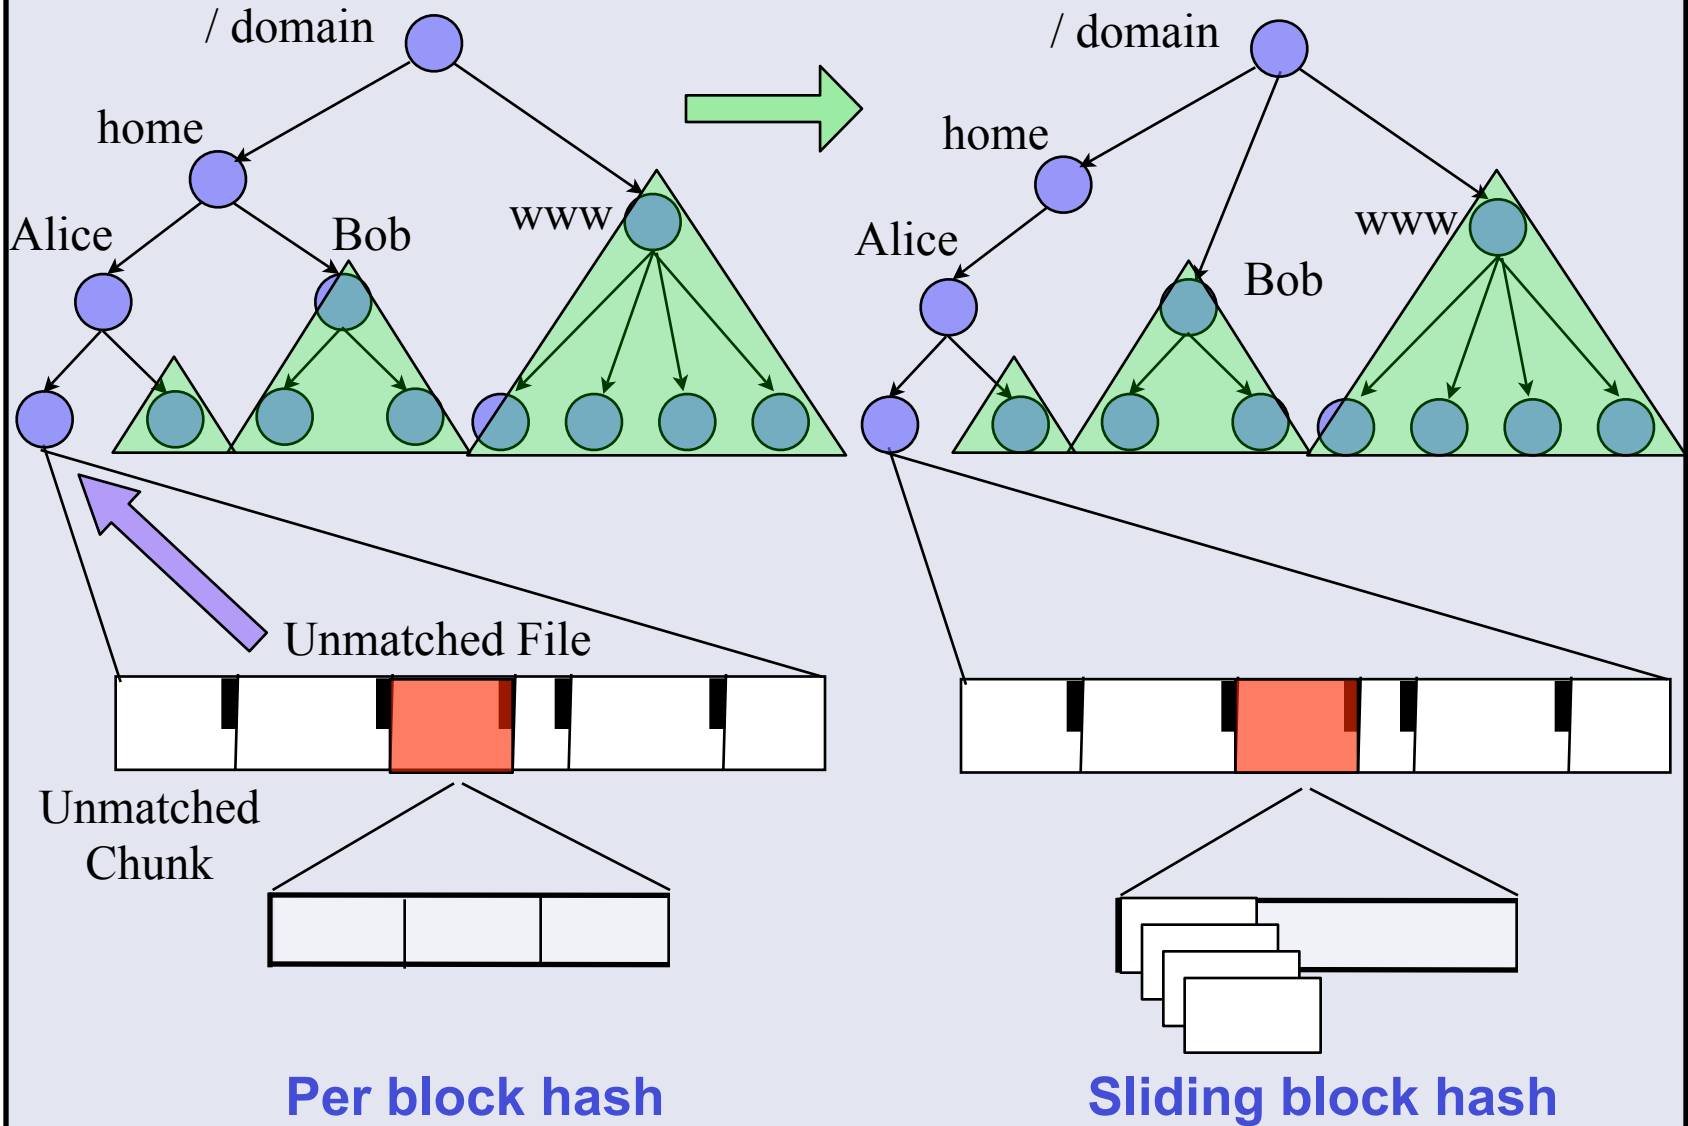 / domain
home
Alice
Bob
www
/ domain
home
Alice
Bob
www
Unmatched File
Unmatched
Chunk
Per block hash
Sliding block hash